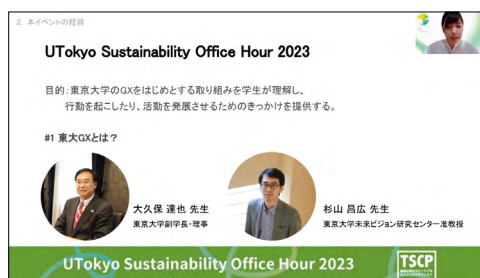 2. 本イベントの経緯
UTokyo Sustainability Office Hour 2023
目的：東京大学のGXをはじめとする取り組みを学生が理解し、
行動を起こしたり、活動を発展させるためのきっかけを提供する。
#1 東大GXとは？
大久保 達也 先生
東京大学副学長・理事
杉山 昌広 先生
東京大学未来ビジョン研究センター准教授
UTokyo Sustainability Office Hour 2023
TSCP